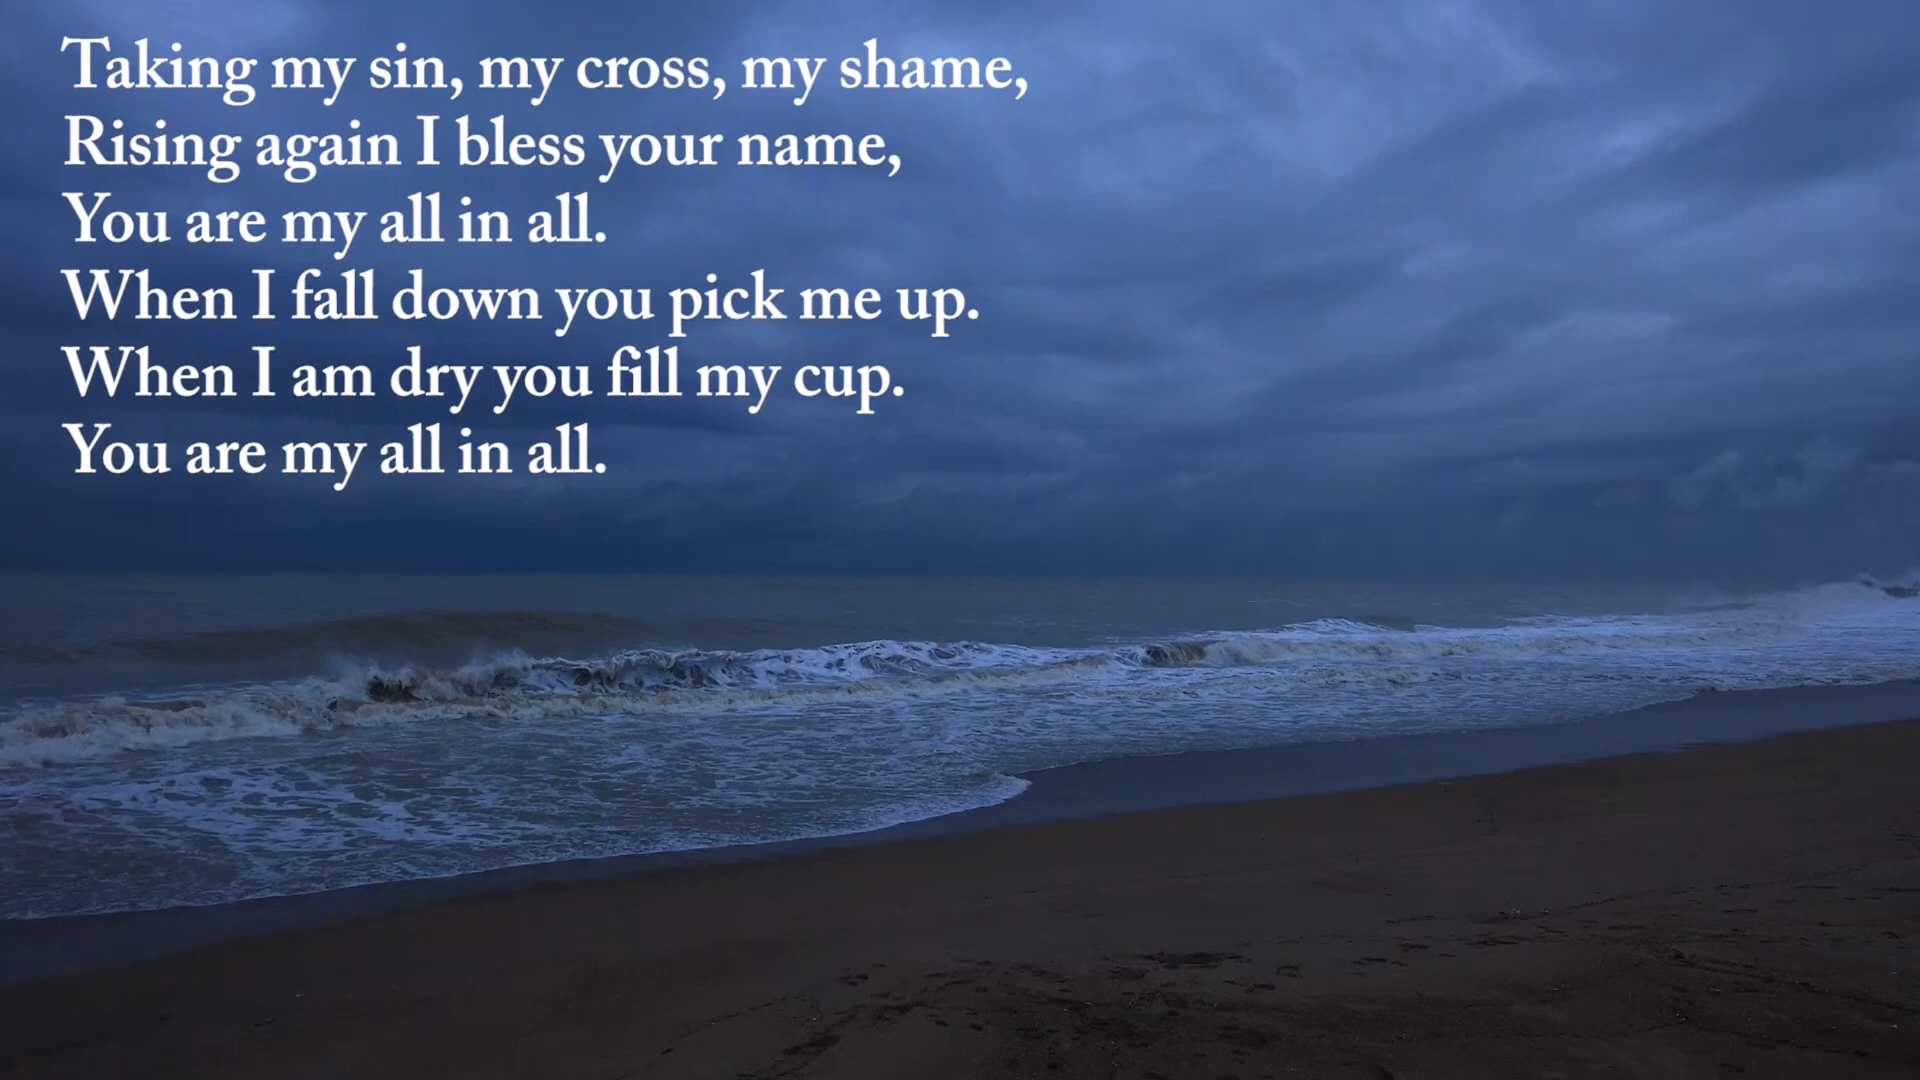 Taking my sin, my cross, my shame,
Rising again I bless your name,
You are my all in all.
When I fall down you pick me up.
When I am dry you fill my cup.
You are my all in all.